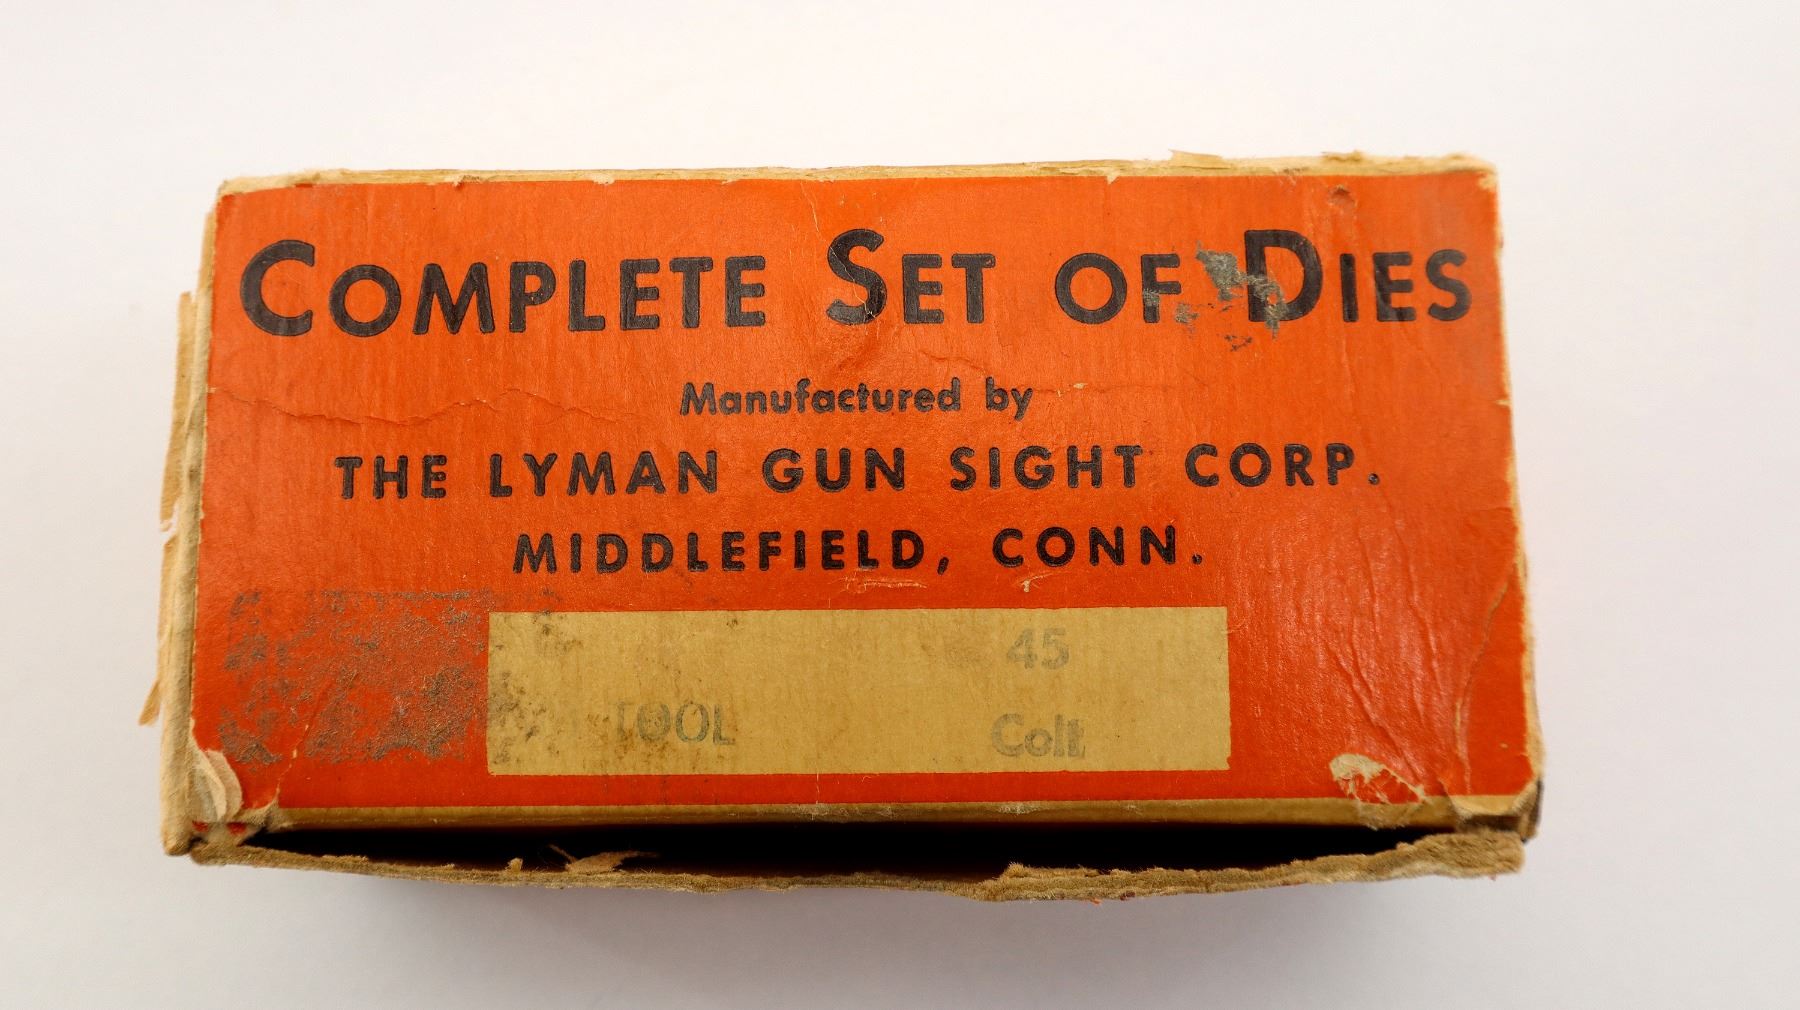 COMPLETE SET OF DIES
Manufactured by
THE LYMAN GUN SIGHT CORP.
MIDDLEFIELD, CONN.
45
TOOL Colt